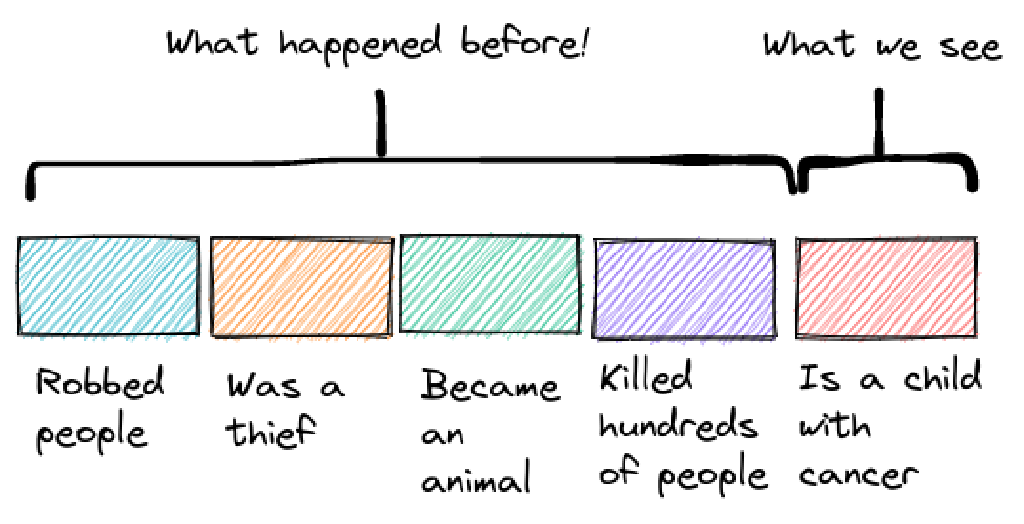 What happened before!
What we see
Robbed
people
Was a
thief
Became
an
animal
Killed
hundreds
of people
Is a child
with
cancer